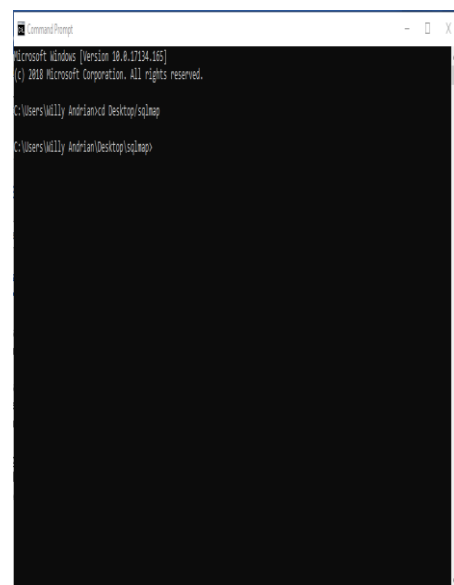 Command Prompt
Microsoft Windows [Version 10.0.17134.165]
(c) 2018 Microsoft Corporation. All rights reserved.
C:\Users\Willy Andrian>cd Desktop/sqlmap
C:\Users\Willy Andrian\Desktop\sqlmap>